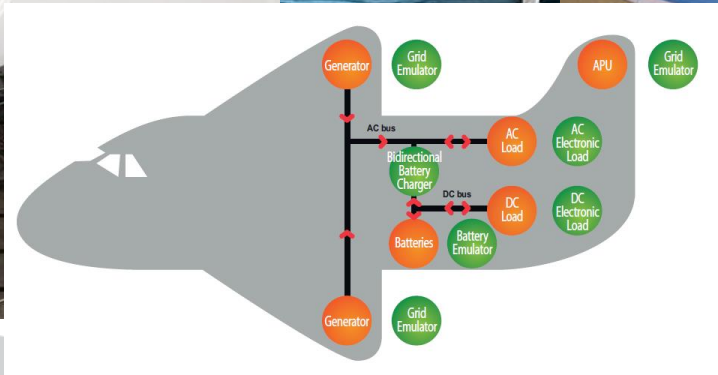 Generator
Grid
Emulator
APU
Grid
Emulator
AC bus
AC
Load
AC
Electronic
Load
Bidirectional
Battery
Charger
DC bus
DC
Load
DC
Electronic
Load
Batteries
Battery
Emulator
Generator
Grid
Emulator